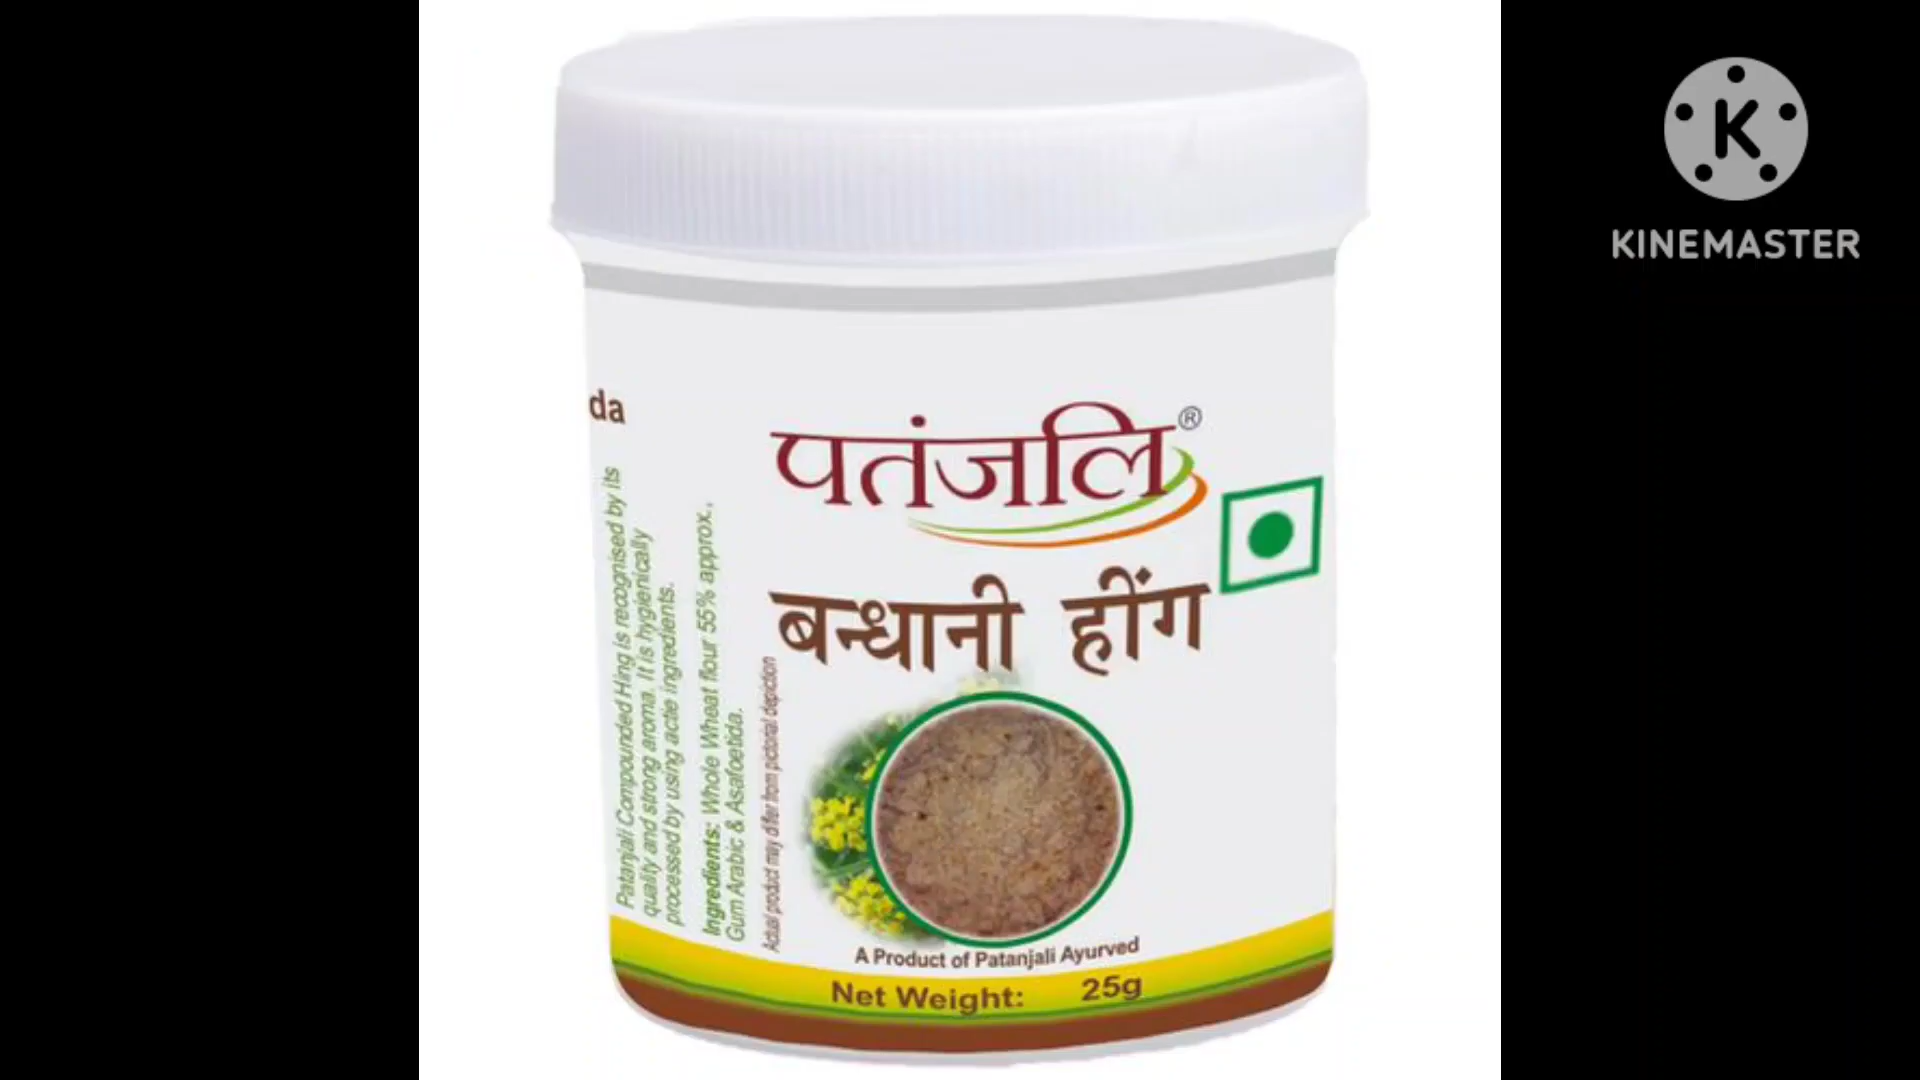 K
KINEMASTER
da
पतंजलि®
बन्धानी हींग
Patanjali Compounded Hing is recognised by its
quality and strong aroma. It is hygienically
processed by using actie ingredients.
Ingredients: Whole Wheat flour 55% approx.,
Gum Arabic & Asafoetida.
Actual product may differ from pictorial depiction
A Product of Patanjali Ayurved
Net Weight: 25g